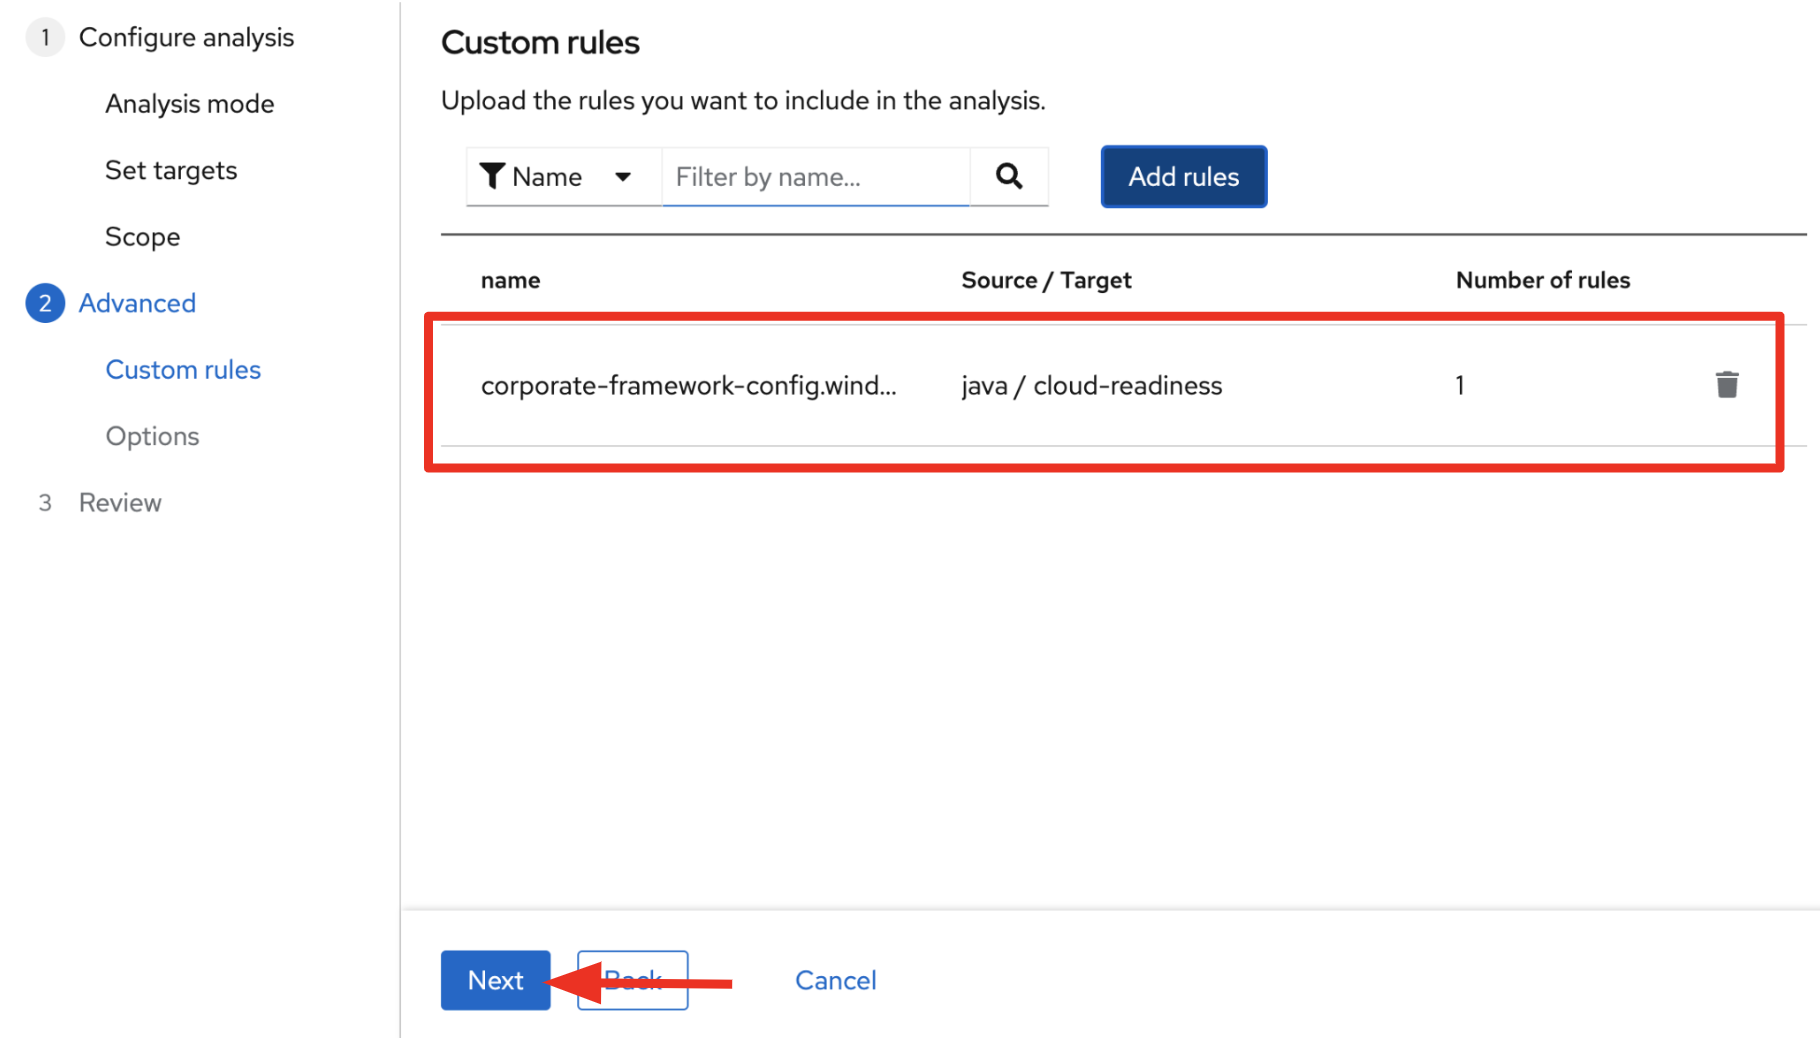 1 Configure analysis
Analysis mode
Set targets
Scope
2 Advanced
Custom rules
Options
3 Review
Custom rules
Upload the rules you want to include in the analysis.
Name Filter by name... Add rules
name Source / Target Number of rules
corporate-framework-config.wind... java / cloud-readiness 1
Next Back Cancel